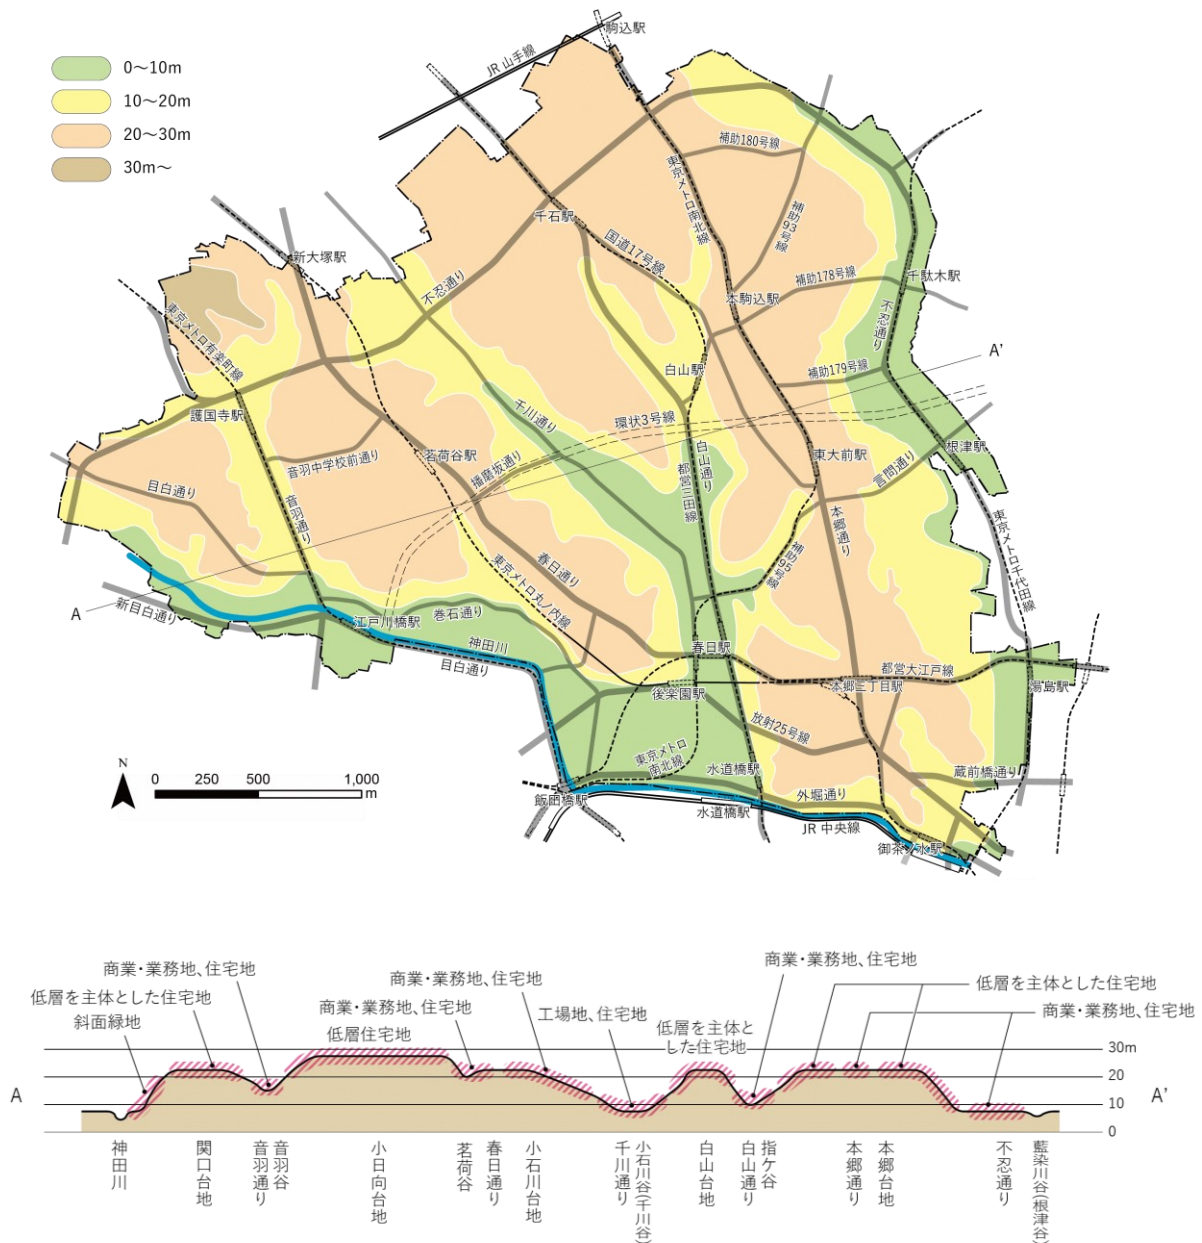 0〜10m
10〜20m
20〜30m
30m〜
駒込駅
JR 山手線
補助180号線
東京メトロ南北線
千石駅
国道17号線
補助93号線
新大塚駅
不忍通り
本駒込駅
補助178号線
千駄木駅
不忍通り
東京メトロ有楽町線
A'
白山駅
補助179号線
護国寺駅
千川通り
環状3号線
音羽中学校前通り
茗荷谷駅
播磨坂通り
白山通り
都営三田線
東大前駅
言問通り
根津駅
目白通り
音羽通り
本郷通り
東京メトロ千代田線
春日通り
東京メトロ丸ノ内線
補助95号線
A
新目白通り
江戸川橋駅
巻石通り
神田川
目白通り
春日駅
都営大江戸線
後楽園駅
本郷三丁目駅
湯島駅
放射25号線
東京メトロ
南北線
水道橋駅
蔵前橋通り
N
0 250 500 1,000
m
飯田橋駅
外堀通り
水道橋駅
JR 中央線
御茶ノ水駅
商業・業務地、住宅地
低層を主体とした住宅地
斜面緑地
商業・業務地、住宅地
低層住宅地
商業・業務地、住宅地
工場地、住宅地
低層を主体と
した住宅地
商業・業務地、住宅地
低層を主体とした住宅地
商業・業務地、住宅地
30m
20
10
0
A
A'
神田川
関口台地
音羽通り
音羽谷
小日向台地
茗荷谷
春日通り
小石川台地
千川通り
小石川谷(千川谷)
白山台地
白山通り
指ケ谷
本郷通り
本郷台地
不忍通り
藍染川谷(根津谷)